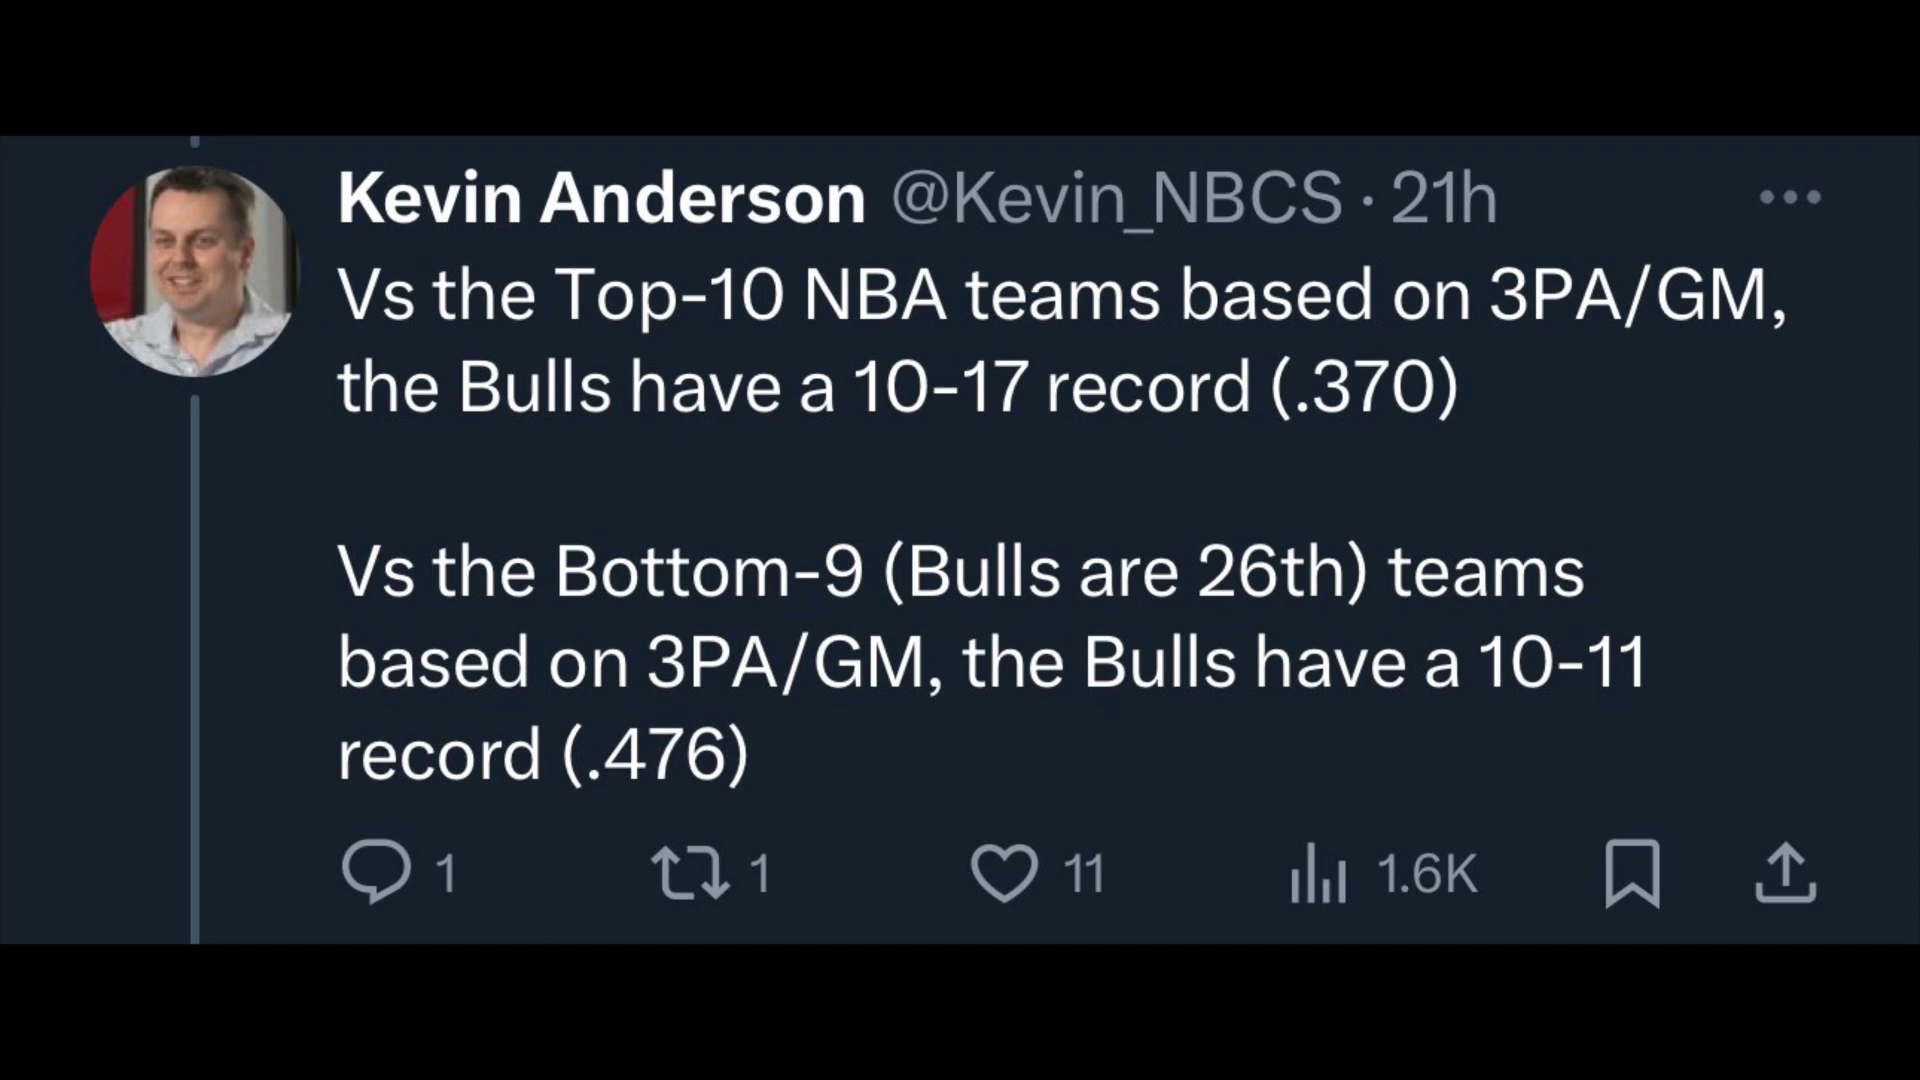 Kevin Anderson @Kevin_NBCS · 21h
Vs the Top-10 NBA teams based on 3PA/GM,
the Bulls have a 10-17 record (.370)
Vs the Bottom-9 (Bulls are 26th) teams
based on 3PA/GM, the Bulls have a 10-11
record (.476)
1 1 11 1.6K